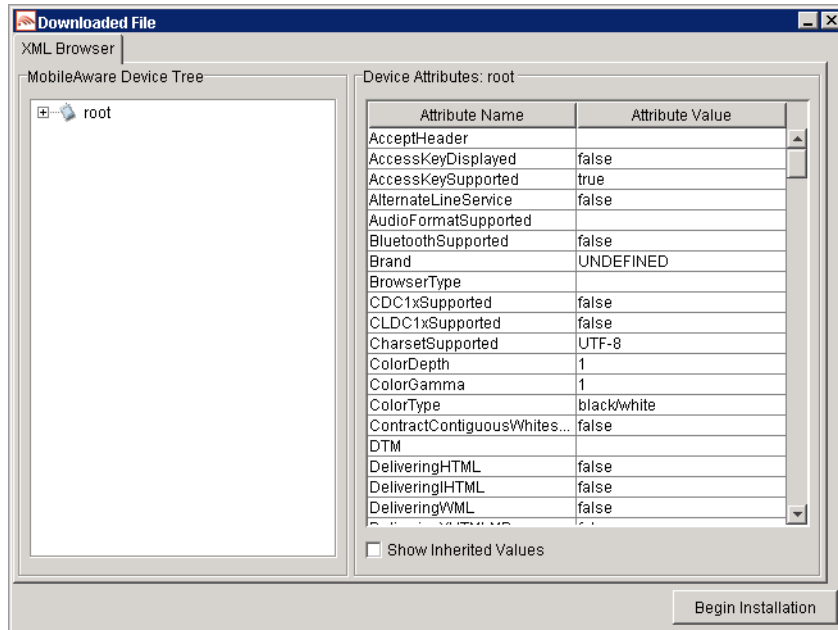 Downloaded File
XML Browser
MobileAware Device Tree
root
Device Attributes: root
Attribute Name Attribute Value
AcceptHeader
AccessKeyDisplayed false
AccessKeySupported true
AlternateLineService false
AudioFormatSupported
BluetoothSupported false
Brand UNDEFINED
BrowserType
CDC1xSupported false
CLDC1xSupported false
CharsetSupported UTF-8
ColorDepth 1
ColorGamma 1
ColorType black/white
ContractContiguousWhites... false
DTM
DeliveringHTML false
DeliveringIHTML false
DeliveringWML false
Show Inherited Values
Begin Installation